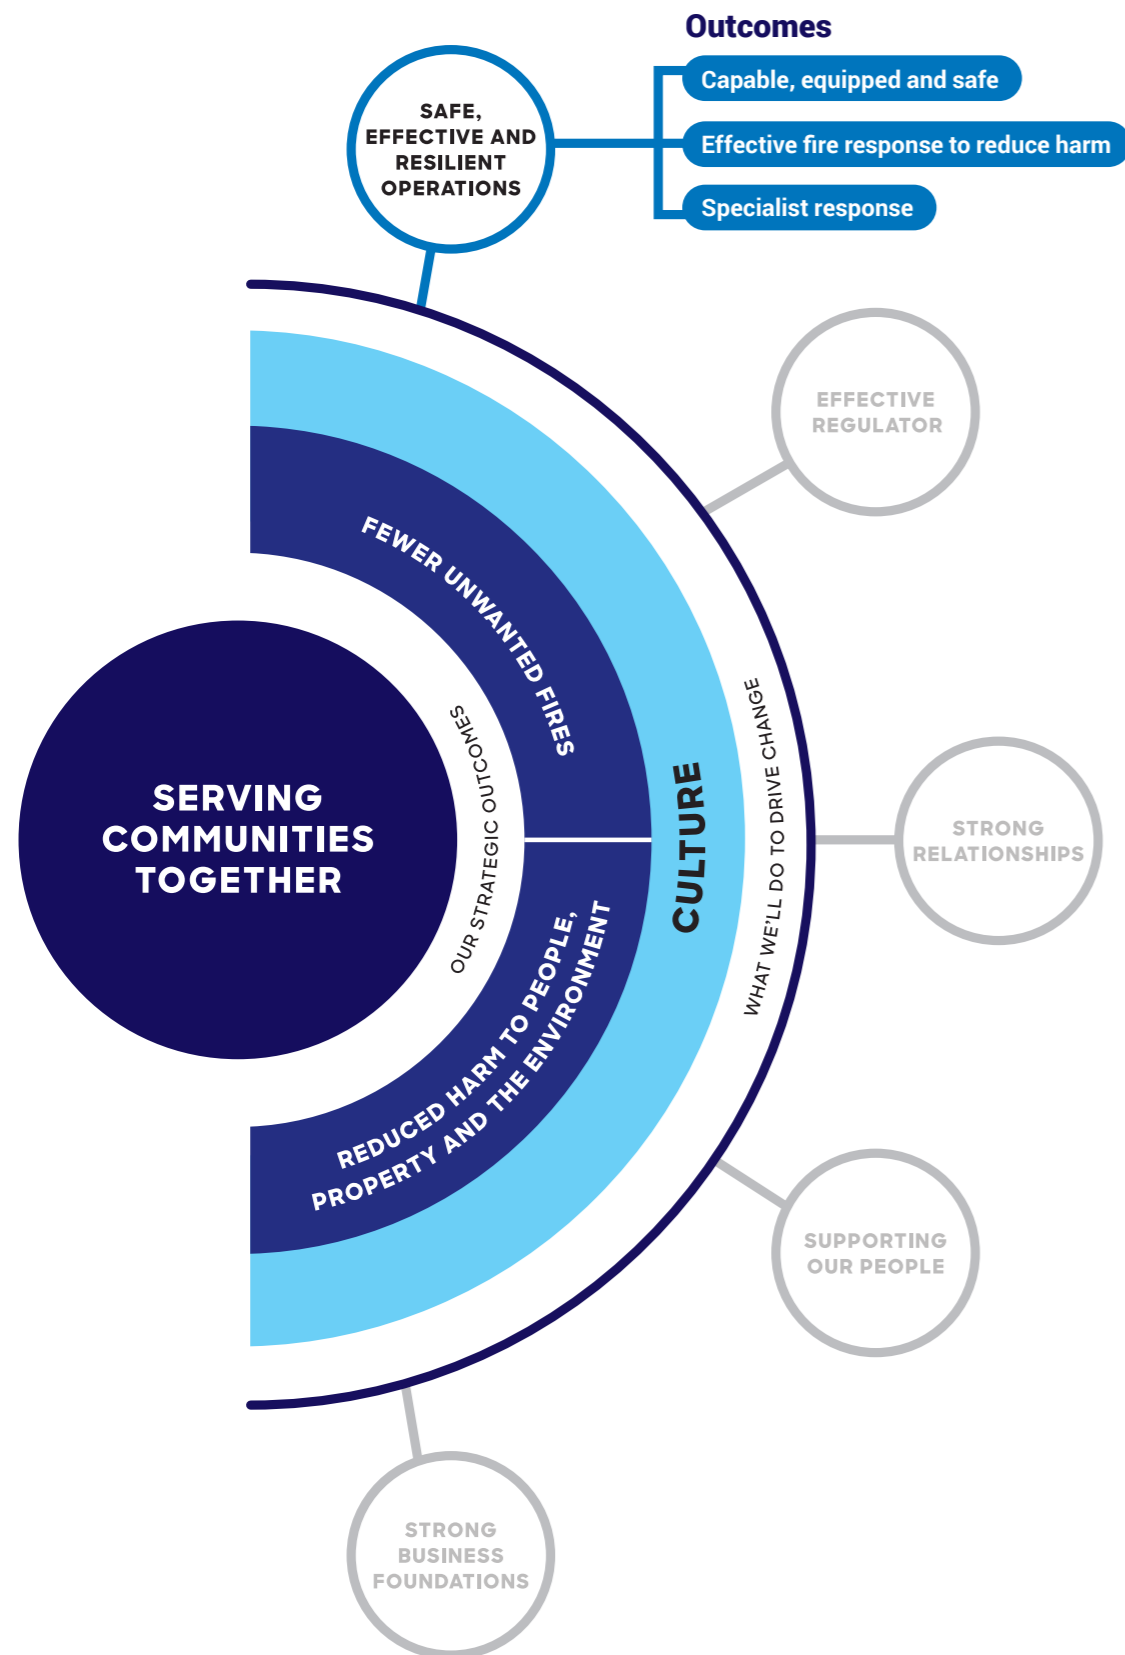 Outcomes
Capable, equipped and safe
Effective fire response to reduce harm
Specialist response
SAFE,
EFFECTIVE AND
RESILIENT
OPERATIONS
EFFECTIVE
REGULATOR
FEWER UNWANTED FIRES
SERVING
COMMUNITIES
TOGETHER
OUR STRATEGIC OUTCOMES
CULTURE
WHAT WE'LL DO TO DRIVE CHANGE
STRONG
RELATIONSHIPS
REDUCED HARM TO PEOPLE,
PROPERTY AND THE ENVIRONMENT
SUPPORTING
OUR PEOPLE
STRONG
BUSINESS
FOUNDATIONS